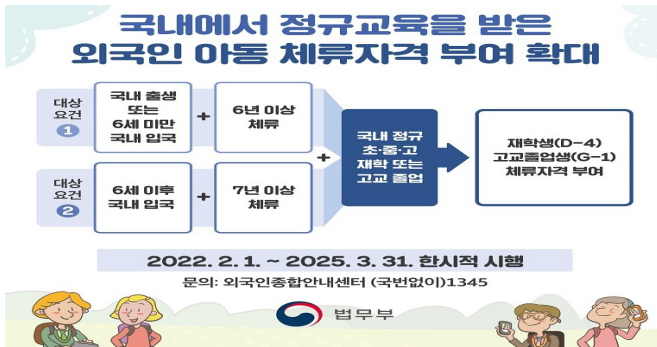 국내에서 정규교육을 받은
외국인 아동 체류자격 부여 확대
대상
요건
1
국내 출생
또는
6세 미만
국내 입국
+
6년 이상
체류
대상
요건
2
6세 이후
국내 입국
+
7년 이상
체류
+
국내 정규
초·중·고
재학 또는
고교 졸업
재학생(D-4)
고교졸업생(G-1)
체류자격 부여
2022. 2. 1. ~ 2025. 3. 31. 한시적 시행
문의: 외국인종합안내센터 (국번없이)1345
법무부